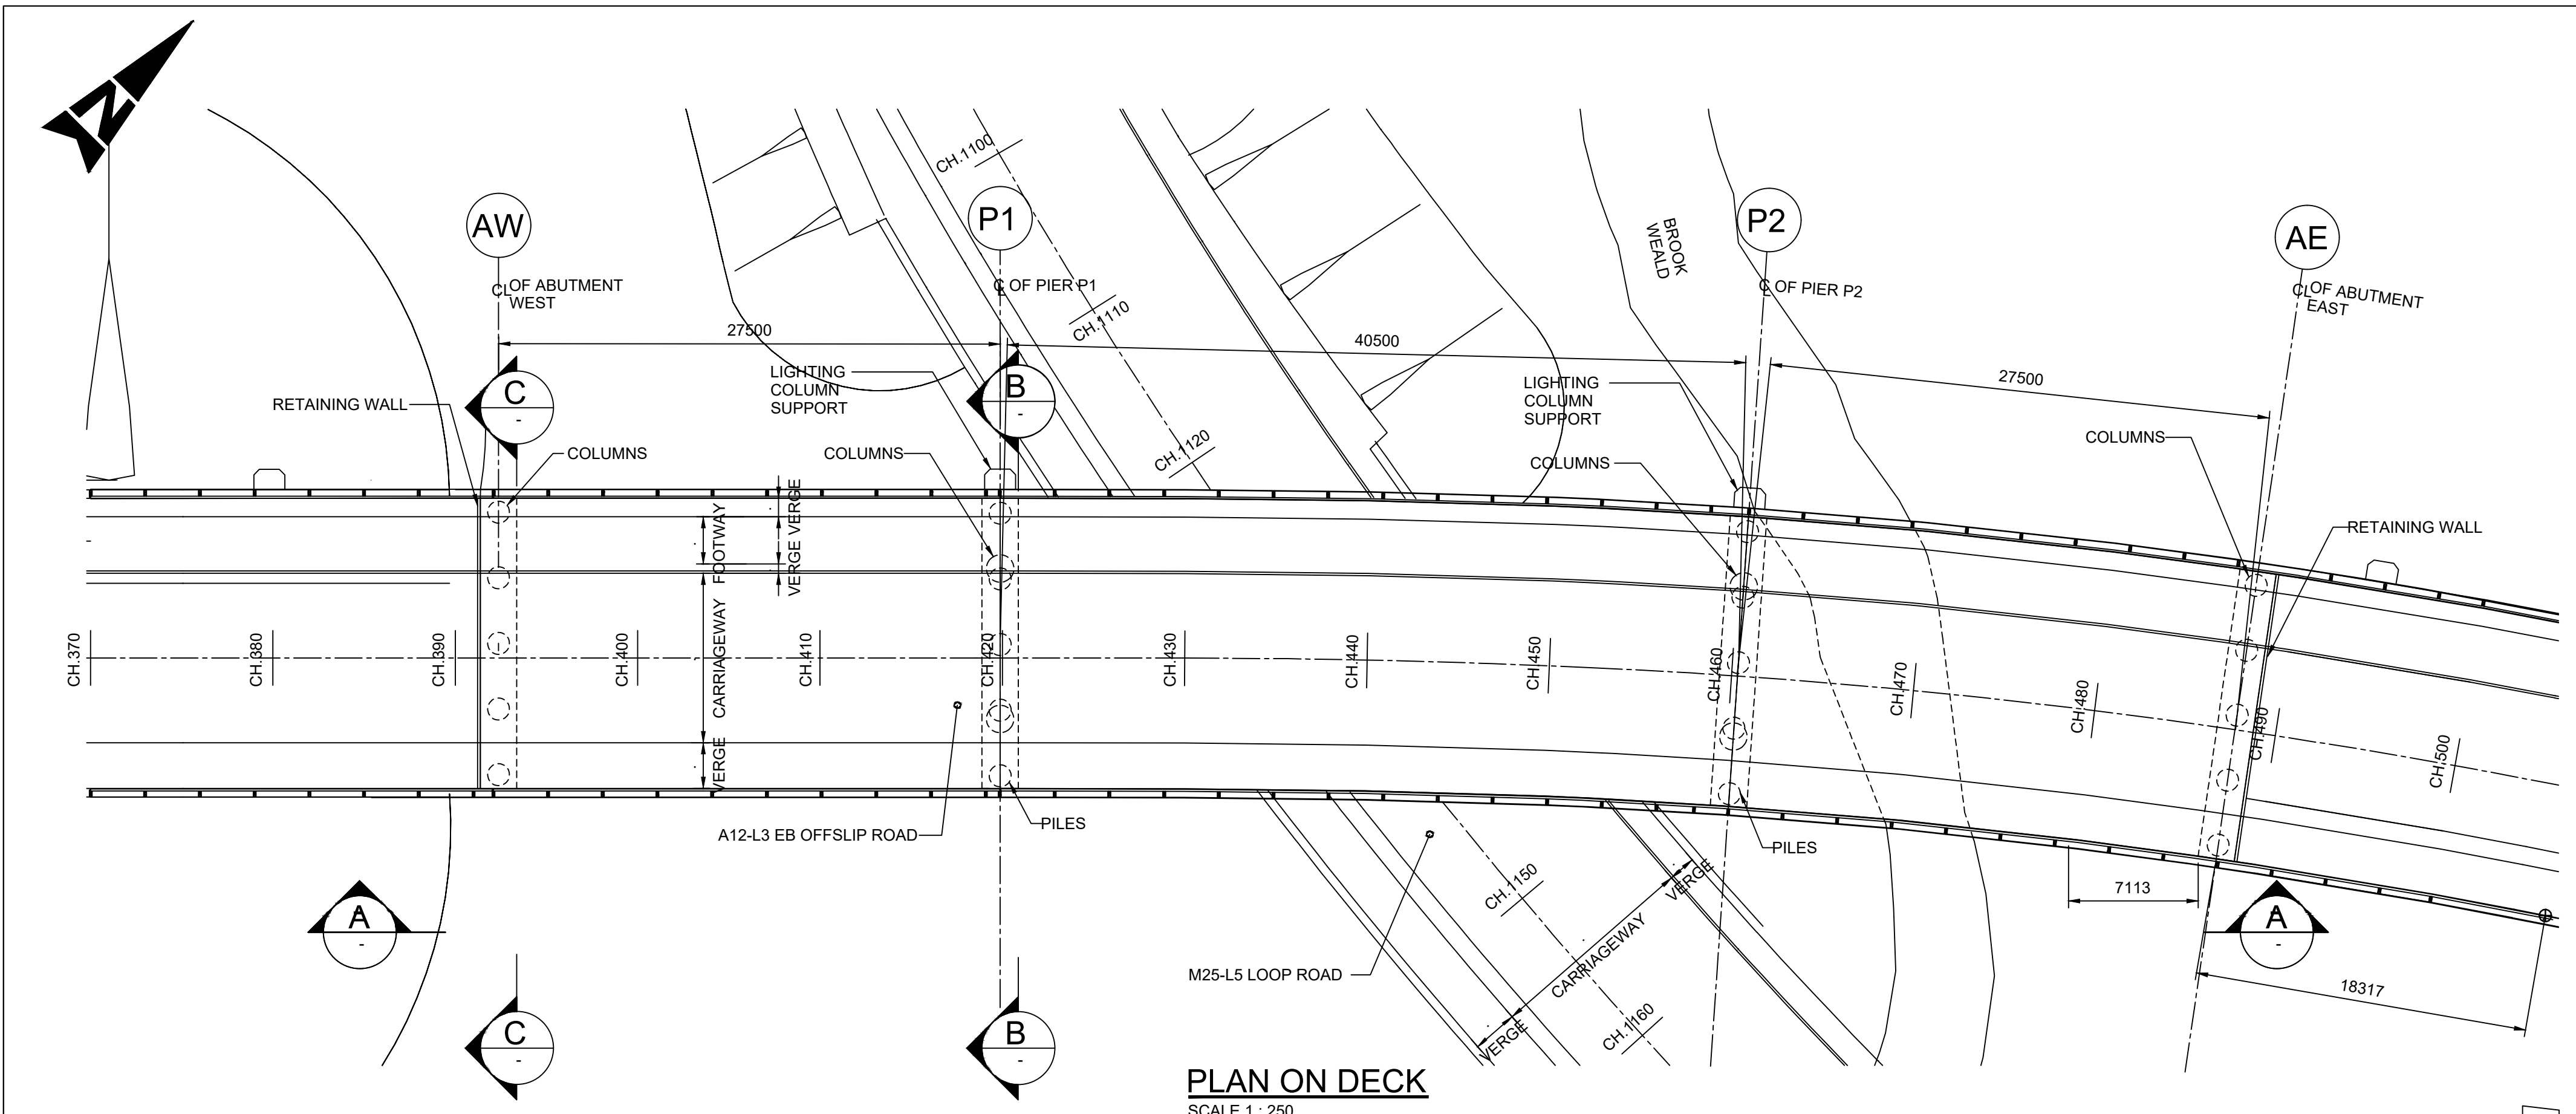 N
CH.1100
AW
P1
P2
AE
BROOK
WEALD
CL OF ABUTMENT
WEST
CL OF PIER P1
CL OF PIER P2
CL OF ABUTMENT
EAST
CH.1110
27500
40500
27500
LIGHTING
COLUMN
SUPPORT
LIGHTING
COLUMN
SUPPORT
C
-
B
-
RETAINING WALL
COLUMNS
COLUMNS
CH.1120
COLUMNS
COLUMNS
RETAINING WALL
VERGE
FOOTWAY
VERGE
CARRIAGEWAY
VERGE
CH.370
CH.380
CH.390
CH.400
CH.410
CH.420
CH.430
CH.440
CH.450
CH.460
CH.470
CH.480
CH.490
CH.500
A12-L3 EB OFFSLIP ROAD
PILES
PILES
CH.1150
VERGE
CARRIAGEWAY
VERGE
CH.1160
M25-L5 LOOP ROAD
7113
A
-
A
-
18317
C
-
B
-
PLAN ON DECK
SCALE 1 : 250